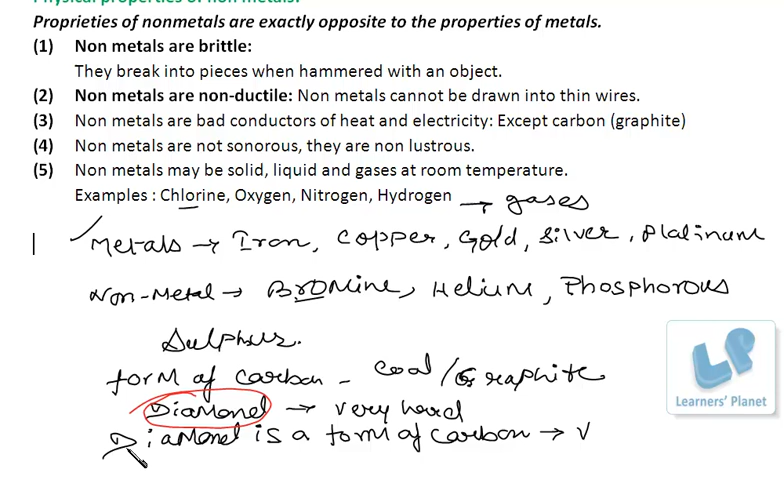 Physical properties of non metals:
Proprieties of nonmetals are exactly opposite to the properties of metals.
(1) Non metals are brittle:
They break into pieces when hammered with an object.
(2) Non metals are non-ductile: Non metals cannot be drawn into thin wires.
(3) Non metals are bad conductors of heat and electricity: Except carbon (graphite)
(4) Non metals are not sonorous, they are non lustrous.
(5) Non metals may be solid, liquid and gases at room temperature.
Examples : Chlorine, Oxygen, Nitrogen, Hydrogen → gases
Metals → Iron, Copper, Gold, Silver, Platinum
Non-Metal → Bromine, Helium, Phosphorous
Sulphur.
form of carbon - coal / Graphite
Diamond → very hard
Diamond is a form of carbon → V
LP
Learners' Planet